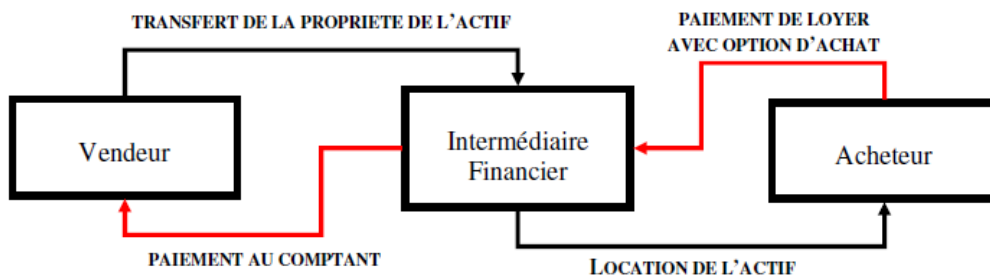 TRANSFERT DE LA PROPRIETE DE L'ACTIF
PAIEMENT DE LOYER
AVEC OPTION D'ACHAT
Vendeur
Intermédiaire
Financier
Acheteur
PAIEMENT AU COMPTANT
LOCATION DE L'ACTIF